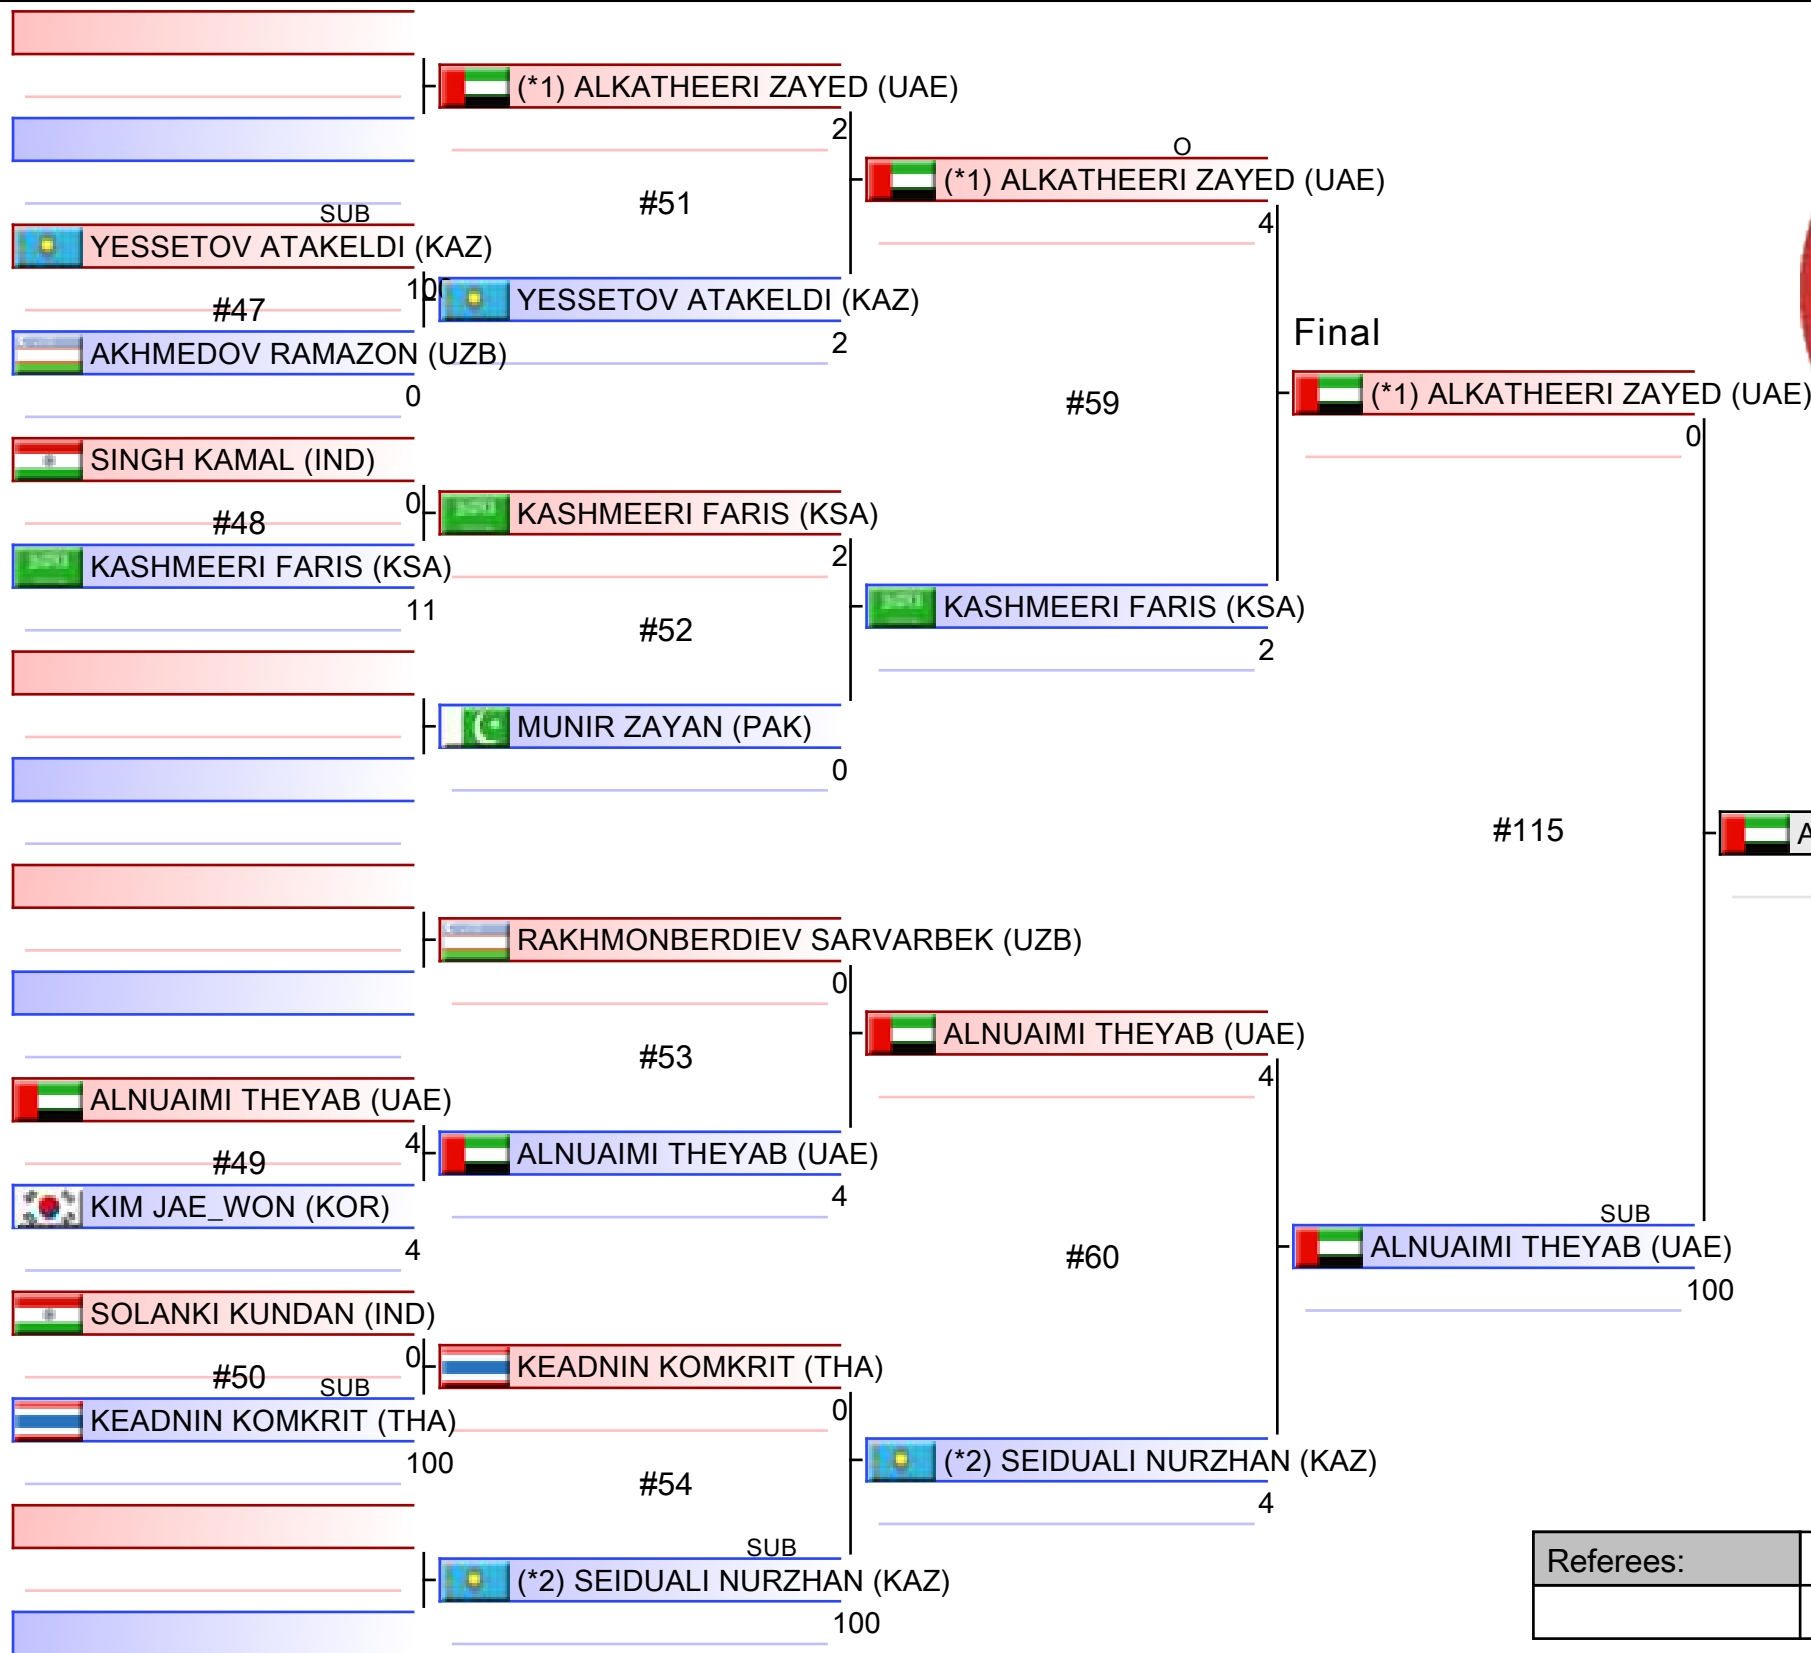 (*1) ALKATHEERI ZAYED (UAE)
2
O
(*1) ALKATHEERI ZAYED (UAE)
4
#51
SUB
YESSETOV ATAKELDI (KAZ)
100
#47
YESSETOV ATAKELDI (KAZ)
2
AKHMEDOV RAMAZON (UZB)
0
Final
(*1) ALKATHEERI ZAYED (UAE)
0
#59
SINGH KAMAL (IND)
0
#48
KASHMEERI FARIS (KSA)
2
KASHMEERI FARIS (KSA)
11
#52
KASHMEERI FARIS (KSA)
2
MUNIR ZAYAN (PAK)
0
#115
RAKHMONBERDIEV SARVARBEK (UZB)
0
#53
ALNUAIMI THEYAB (UAE)
4
ALNUAIMI THEYAB (UAE)
4
#49
ALNUAIMI THEYAB (UAE)
4
KIM JAE_WON (KOR)
4
#60
SUB
ALNUAIMI THEYAB (UAE)
100
SOLANKI KUNDAN (IND)
0
#50
SUB
KEADNIN KOMKRIT (THA)
0
KEADNIN KOMKRIT (THA)
100
#54
(*2) SEIDUALI NURZHAN (KAZ)
4
SUB
(*2) SEIDUALI NURZHAN (KAZ)
100
Referees: